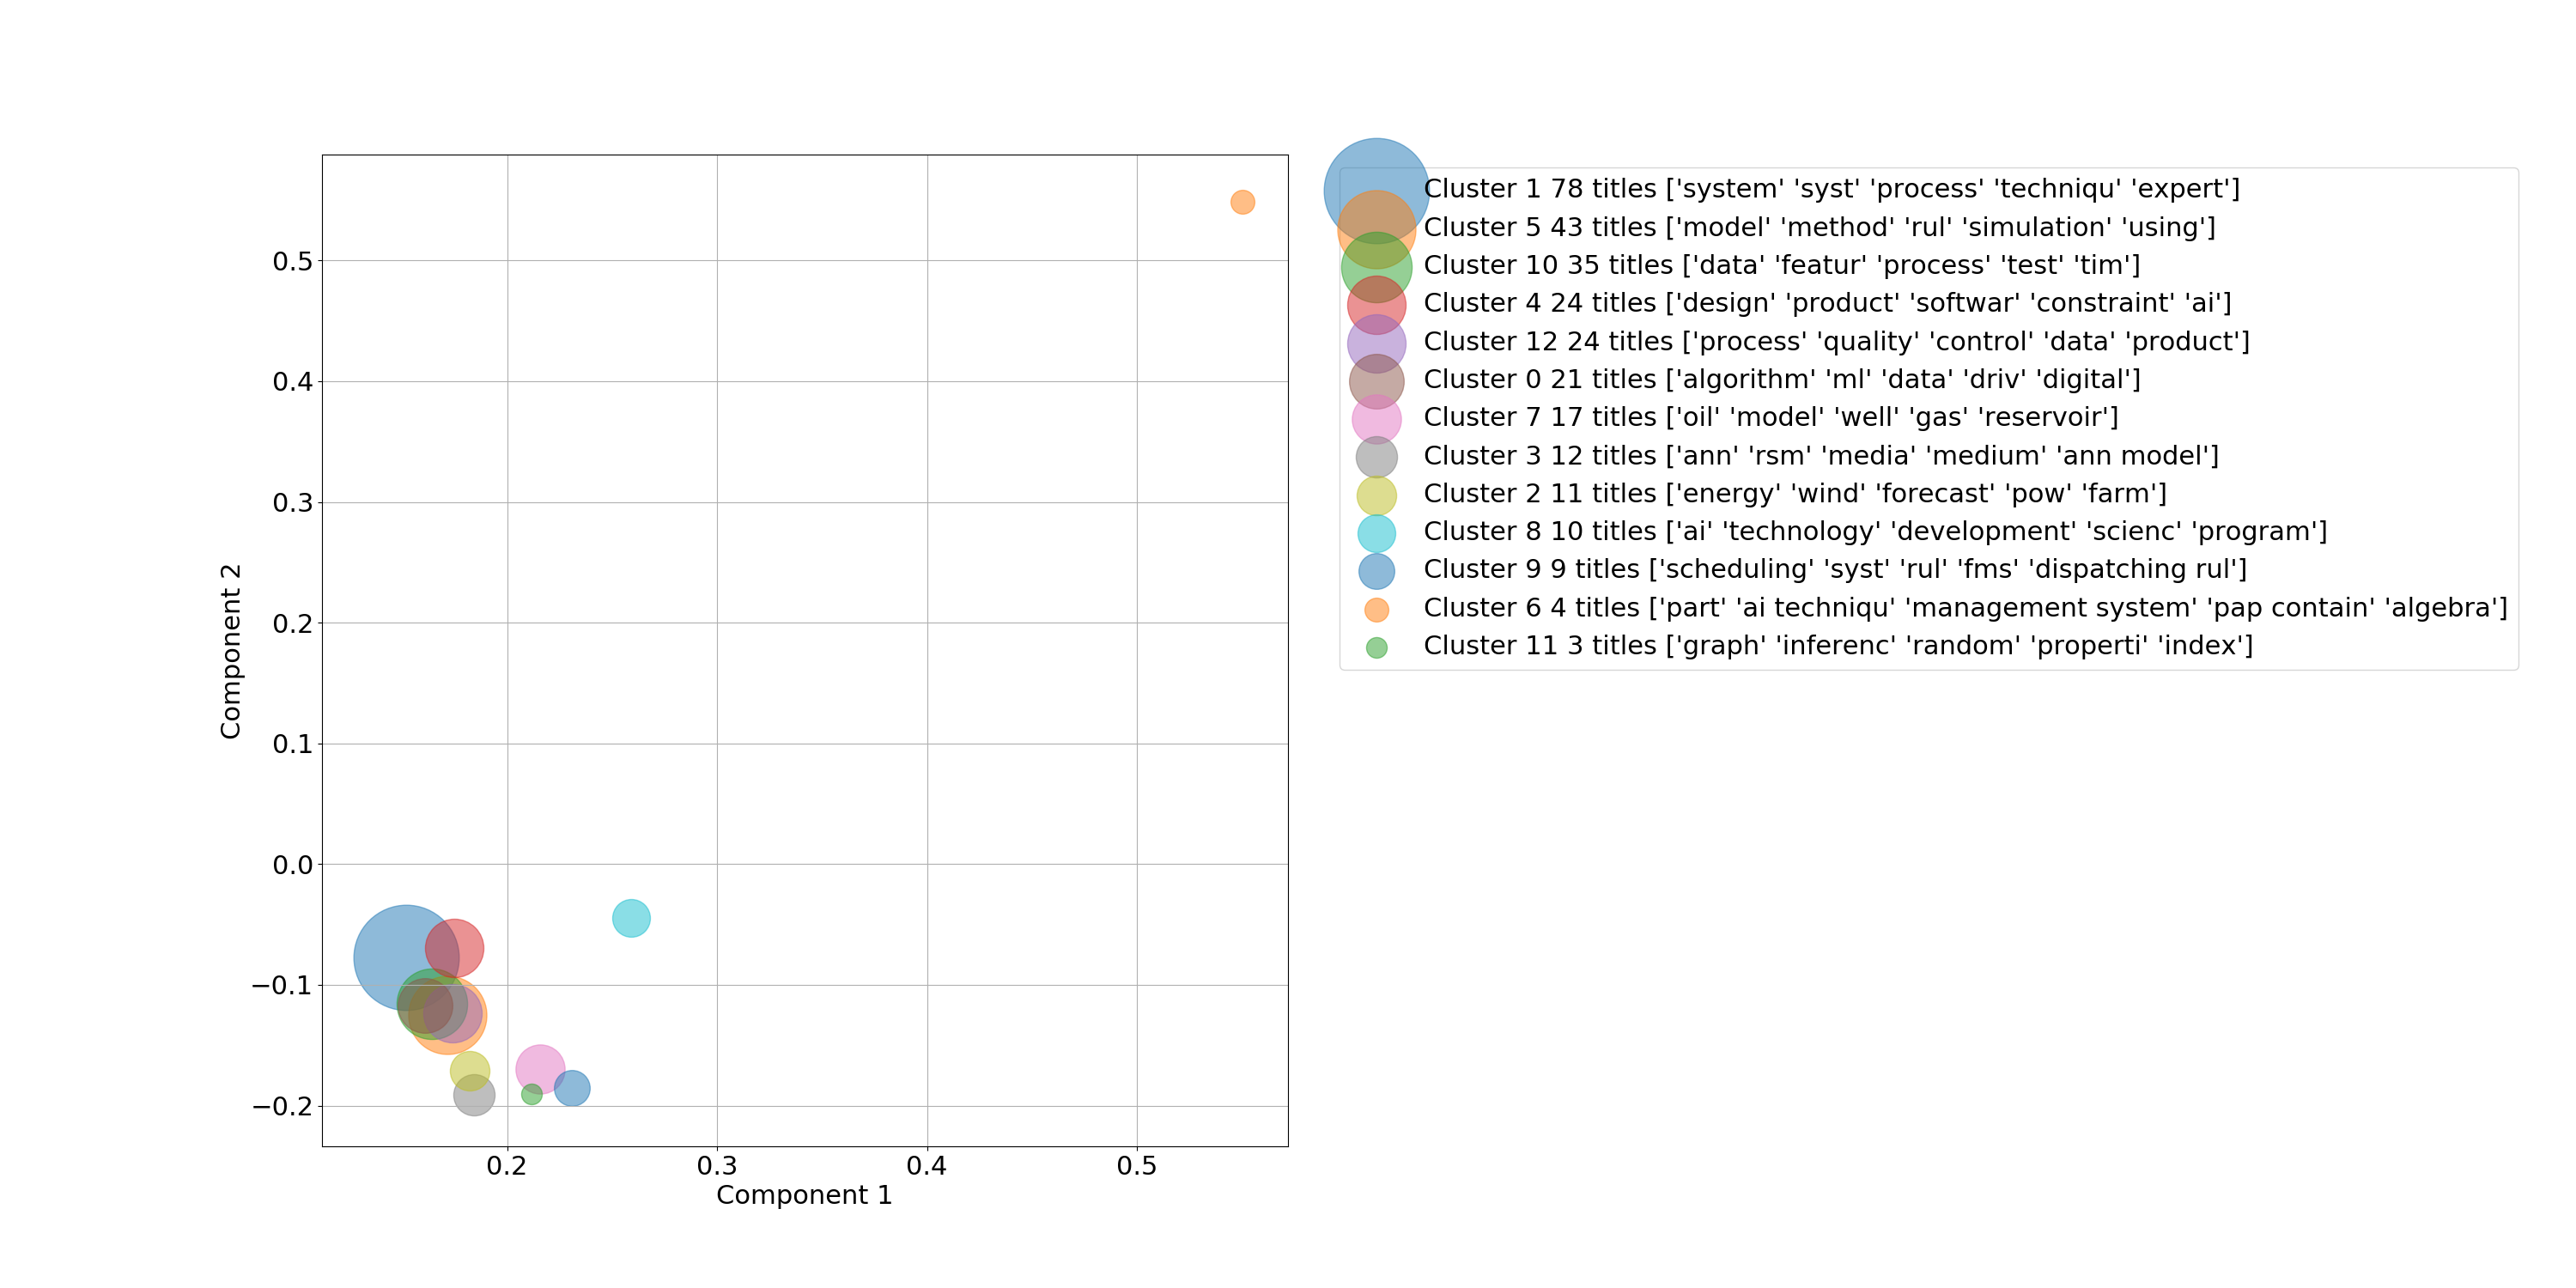 Cluster 1 78 titles ['system' 'syst' 'process' 'techniqu' 'expert']
Cluster 5 43 titles ['model' 'method' 'rul' 'simulation' 'using']
Cluster 10 35 titles ['data' 'featur' 'process' 'test' 'tim']
Cluster 4 24 titles ['design' 'product' 'softwar' 'constraint' 'ai']
Cluster 12 24 titles ['process' 'quality' 'control' 'data' 'product']
Cluster 0 21 titles ['algorithm' 'ml' 'data' 'driv' 'digital']
Cluster 7 17 titles ['oil' 'model' 'well' 'gas' 'reservoir']
Cluster 3 12 titles ['ann' 'rsm' 'media' 'medium' 'ann model']
Cluster 2 11 titles ['energy' 'wind' 'forecast' 'pow' 'farm']
Cluster 8 10 titles ['ai' 'technology' 'development' 'scienc' 'program']
Cluster 9 9 titles ['scheduling' 'syst' 'rul' 'fms' 'dispatching rul']
Cluster 6 4 titles ['part' 'ai techniqu' 'management system' 'pap contain' 'algebra']
Cluster 11 3 titles ['graph' 'inferenc' 'random' 'properti' 'index']
Component 2
0.5
0.4
0.3
0.2
0.1
0.0
−0.1
−0.2
0.2 0.3 0.4 0.5
Component 1